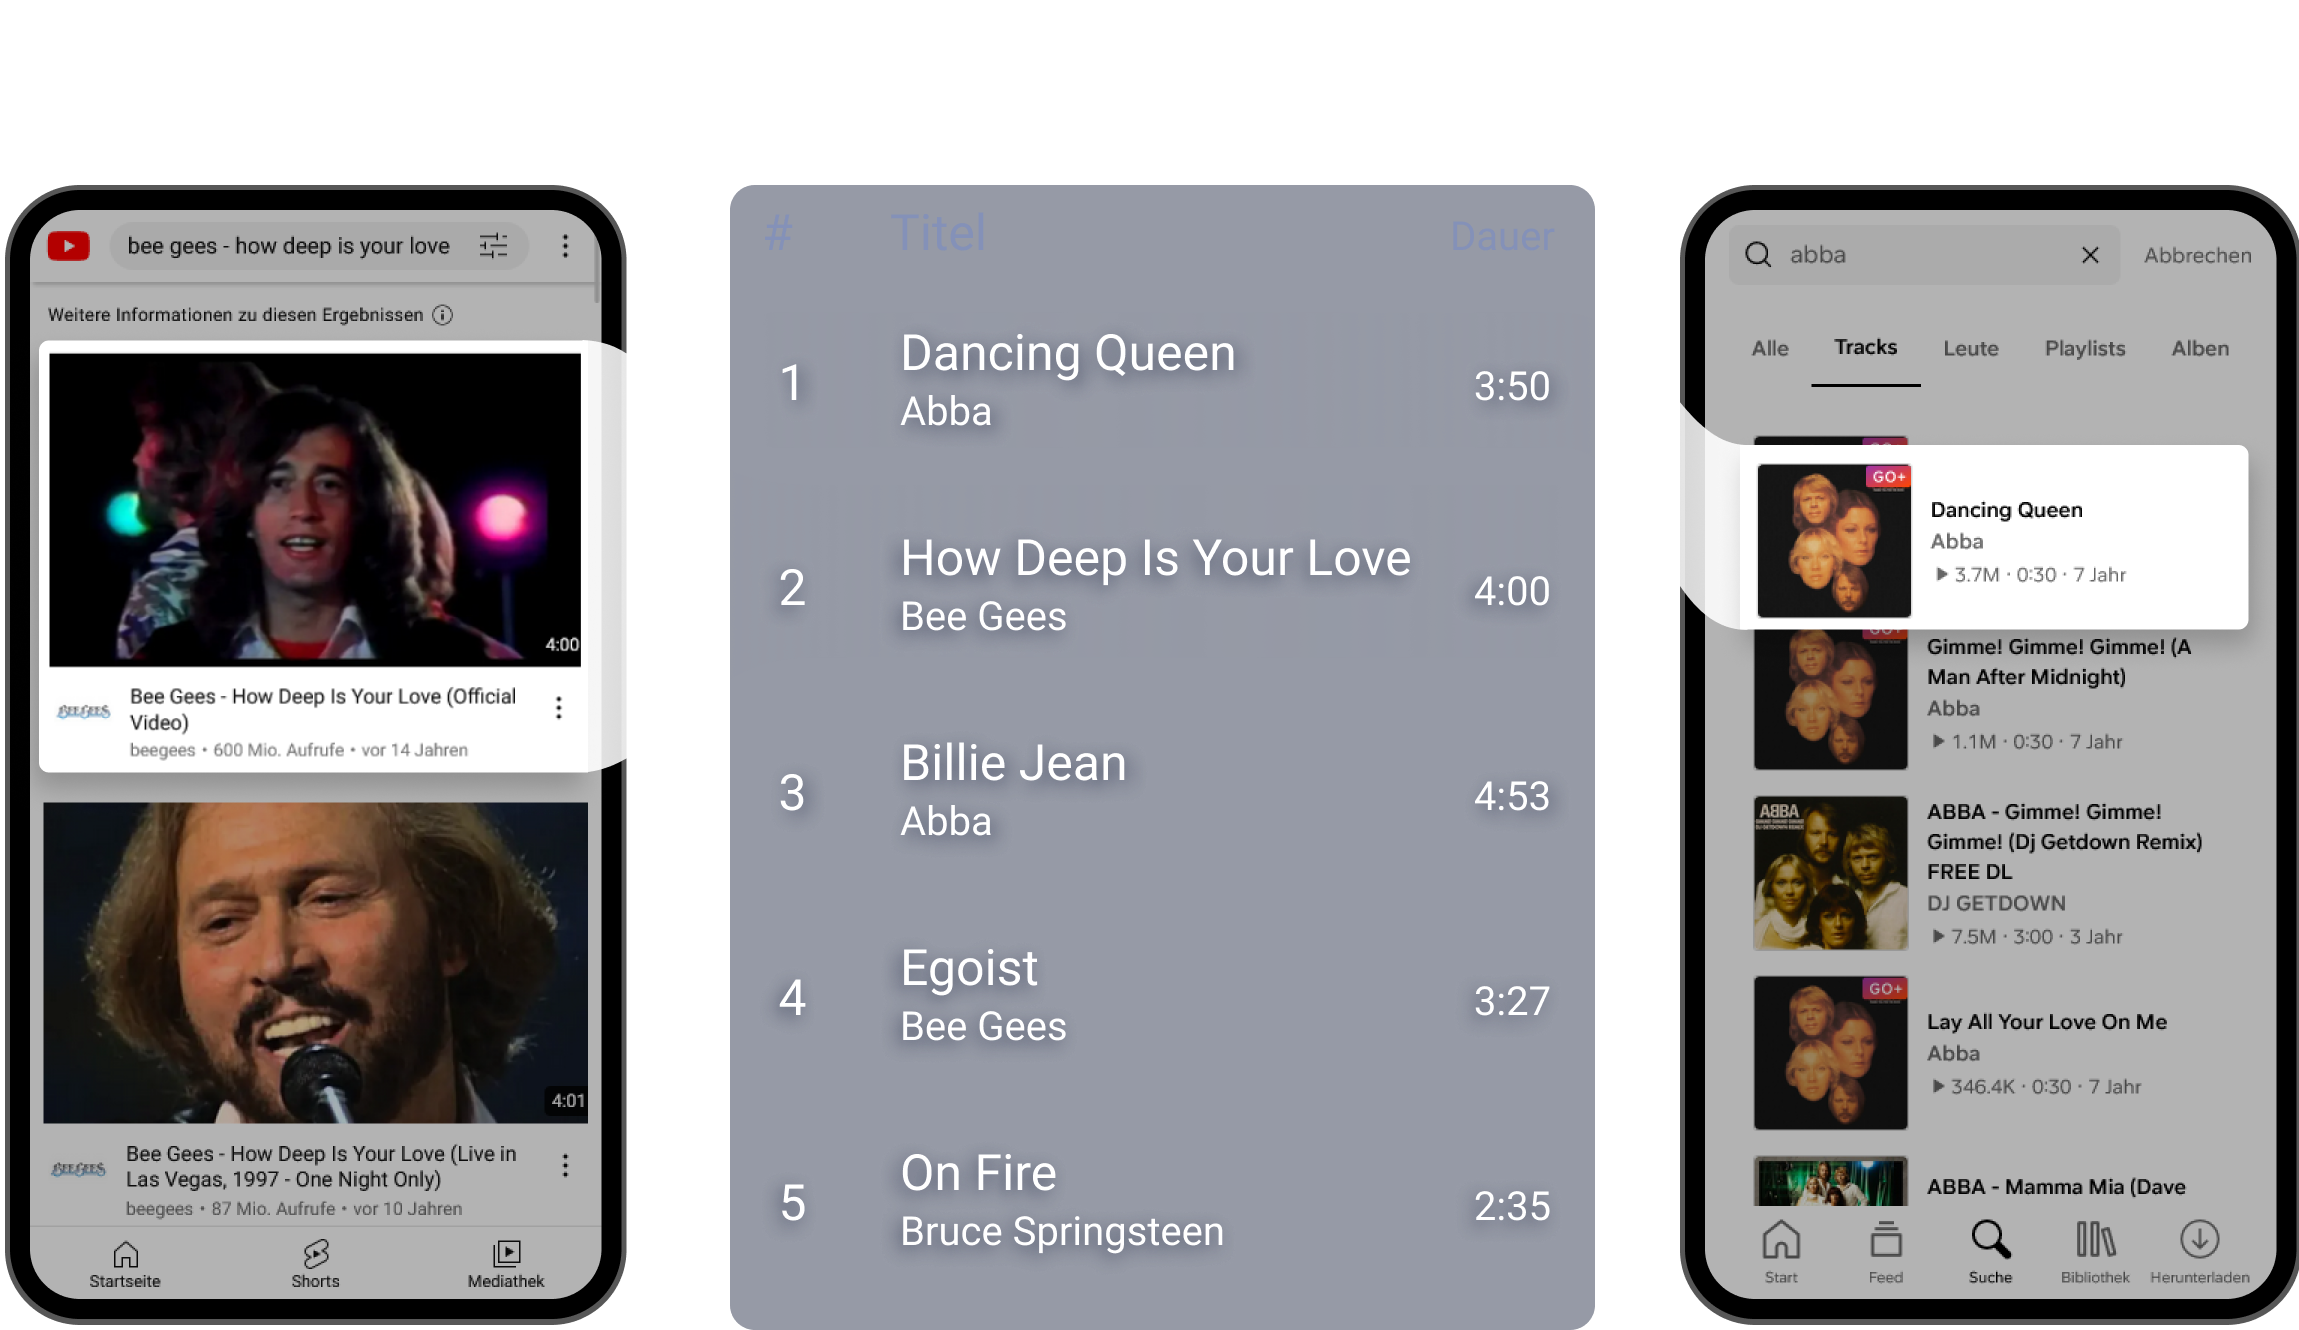 bee gees - how deep is your love
Weitere Informationen zu diesen Ergebnissen
4:00
BEE GEES
Bee Gees - How Deep Is Your Love (Official
Video)
beegees • 600 Mio. Aufrufe • vor 14 Jahren
4:01
BEE GEES
Bee Gees - How Deep Is Your Love (Live in
Las Vegas, 1997 - One Night Only)
beegees • 87 Mio. Aufrufe • vor 10 Jahren
Startseite
Shorts
Mediathek
# Titel Dauer
1 Dancing Queen 3:50
Abba
2 How Deep Is Your Love 4:00
Bee Gees
3 Billie Jean 4:53
Abba
4 Egoist 3:27
Bee Gees
5 On Fire 2:35
Bruce Springsteen
abba
Abbrechen
Alle Tracks Leute Playlists Alben
GO+
Dancing Queen
Abba
3.7M · 0:30 · 7 Jahr
GO+
Gimme! Gimme! Gimme! (A
Man After Midnight)
Abba
1.1M · 0:30 · 7 Jahr
ABBA
ABBA - Gimme! Gimme!
Gimme! (Dj Getdown Remix)
FREE DL
DJ GETDOWN
7.5M · 3:00 · 3 Jahr
GO+
Lay All Your Love On Me
Abba
346.4K · 0:30 · 7 Jahr
ABBA - Mamma Mia (Dave
Start
Feed
Suche
Bibliothek
Herunterladen